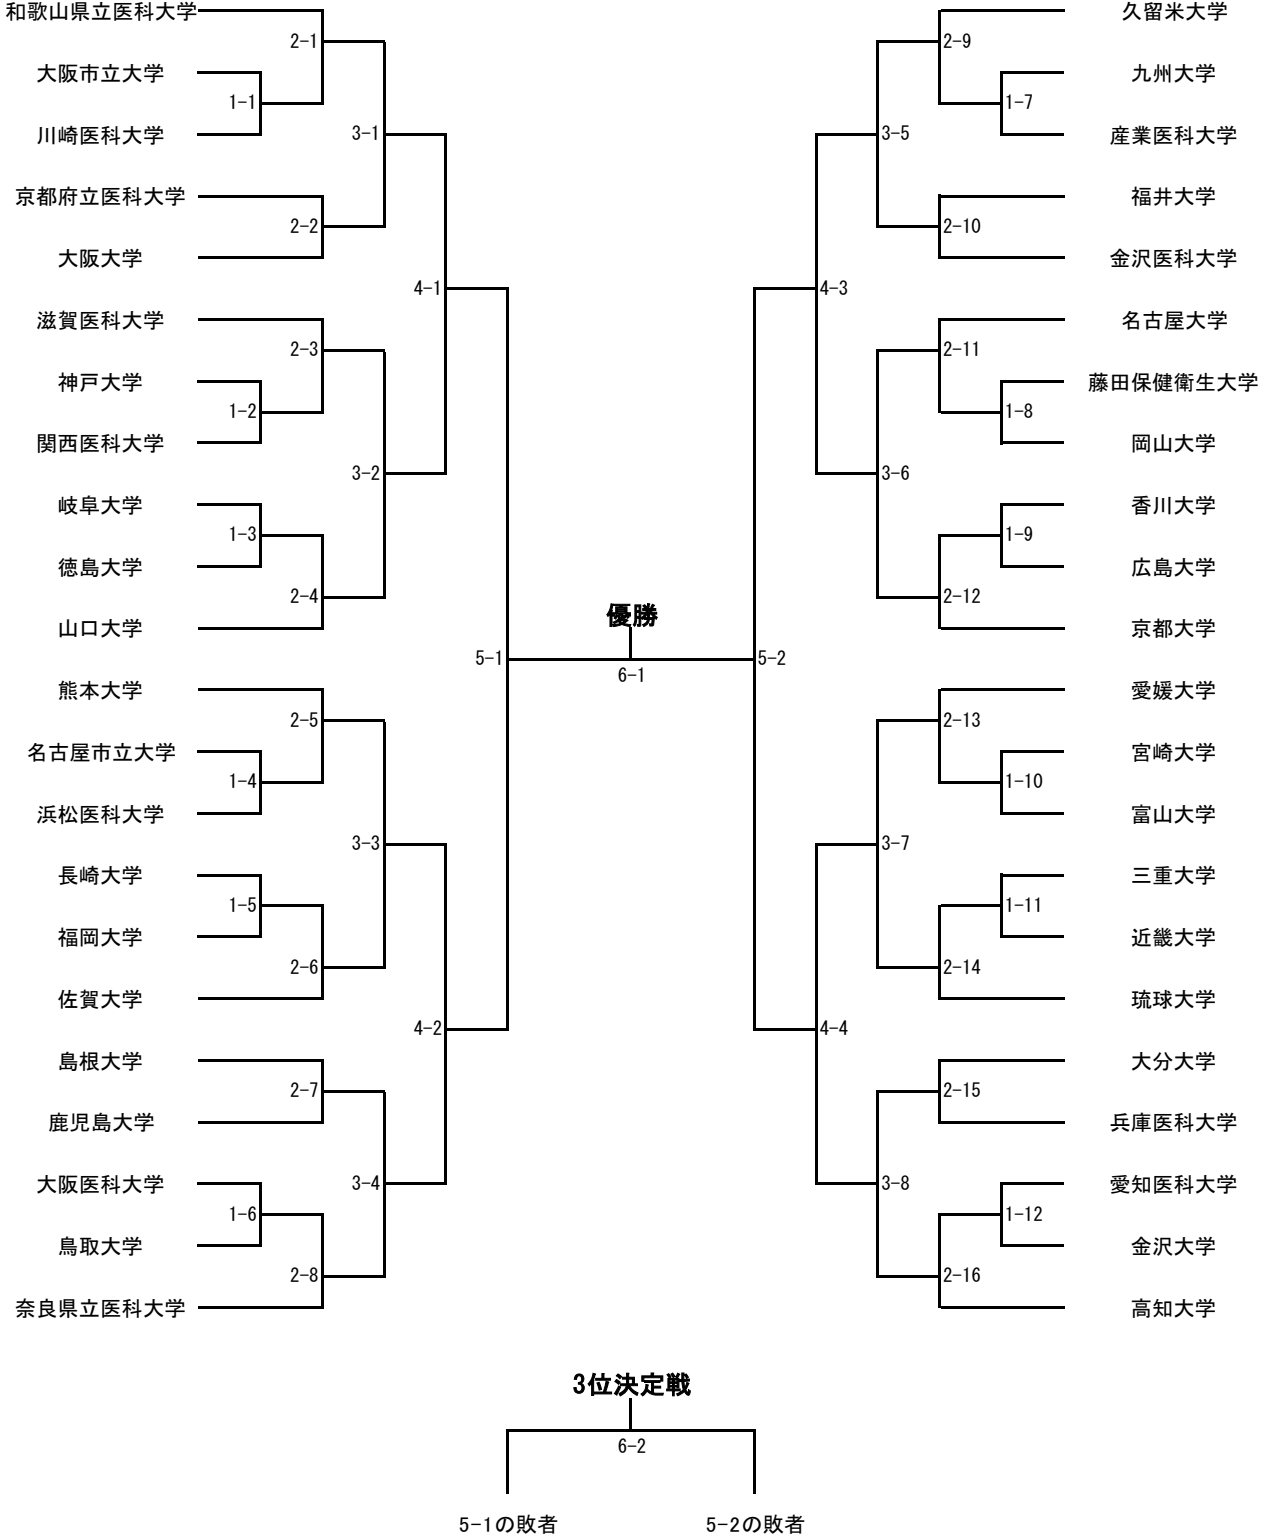 和歌山県立医科大学
2-1
大阪市立大学
1-1
川崎医科大学
3-1
京都府立医科大学
2-2
大阪大学
4-1
滋賀医科大学
2-3
神戸大学
1-2
関西医科大学
3-2
岐阜大学
1-3
徳島大学
2-4
山口大学
5-1
熊本大学
2-5
名古屋市立大学
1-4
浜松医科大学
3-3
長崎大学
1-5
福岡大学
2-6
佐賀大学
4-2
島根大学
2-7
鹿児島大学
大阪医科大学
3-4
1-6
鳥取大学
2-8
奈良県立医科大学
優勝
6-1
久留米大学
2-9
九州大学
1-7
産業医科大学
3-5
福井大学
2-10
金沢医科大学
4-3
名古屋大学
2-11
藤田保健衛生大学
1-8
岡山大学
3-6
香川大学
1-9
広島大学
2-12
京都大学
5-2
愛媛大学
2-13
宮崎大学
1-10
富山大学
3-7
三重大学
1-11
近畿大学
2-14
琉球大学
4-4
大分大学
2-15
兵庫医科大学
愛知医科大学
3-8
1-12
金沢大学
2-16
高知大学
3位決定戦
6-2
5-1の敗者
5-2の敗者